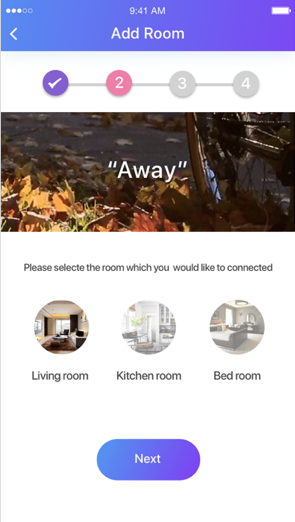 9:41 AM
Add Room
2 3 4
“Away”
Please selecte the room which you would like to connected
Living room Kitchen room Bed room
Next